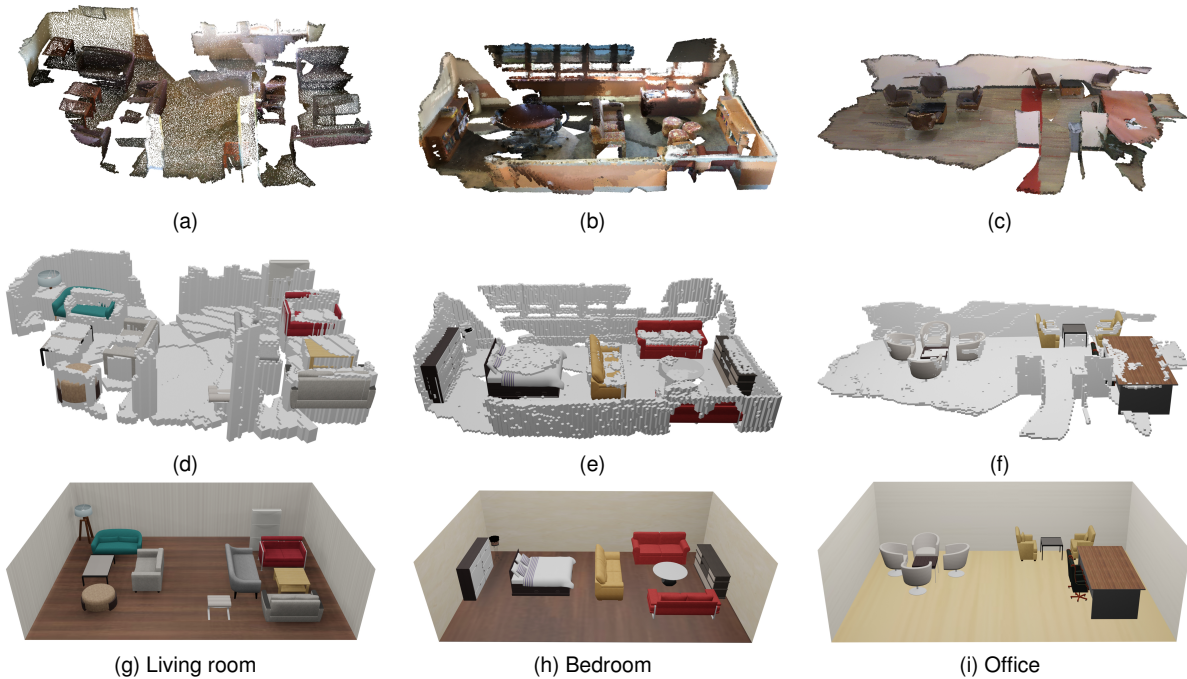 (a)
(b)
(c)
(d)
(e)
(f)
(g) Living room
(h) Bedroom
(i) Office